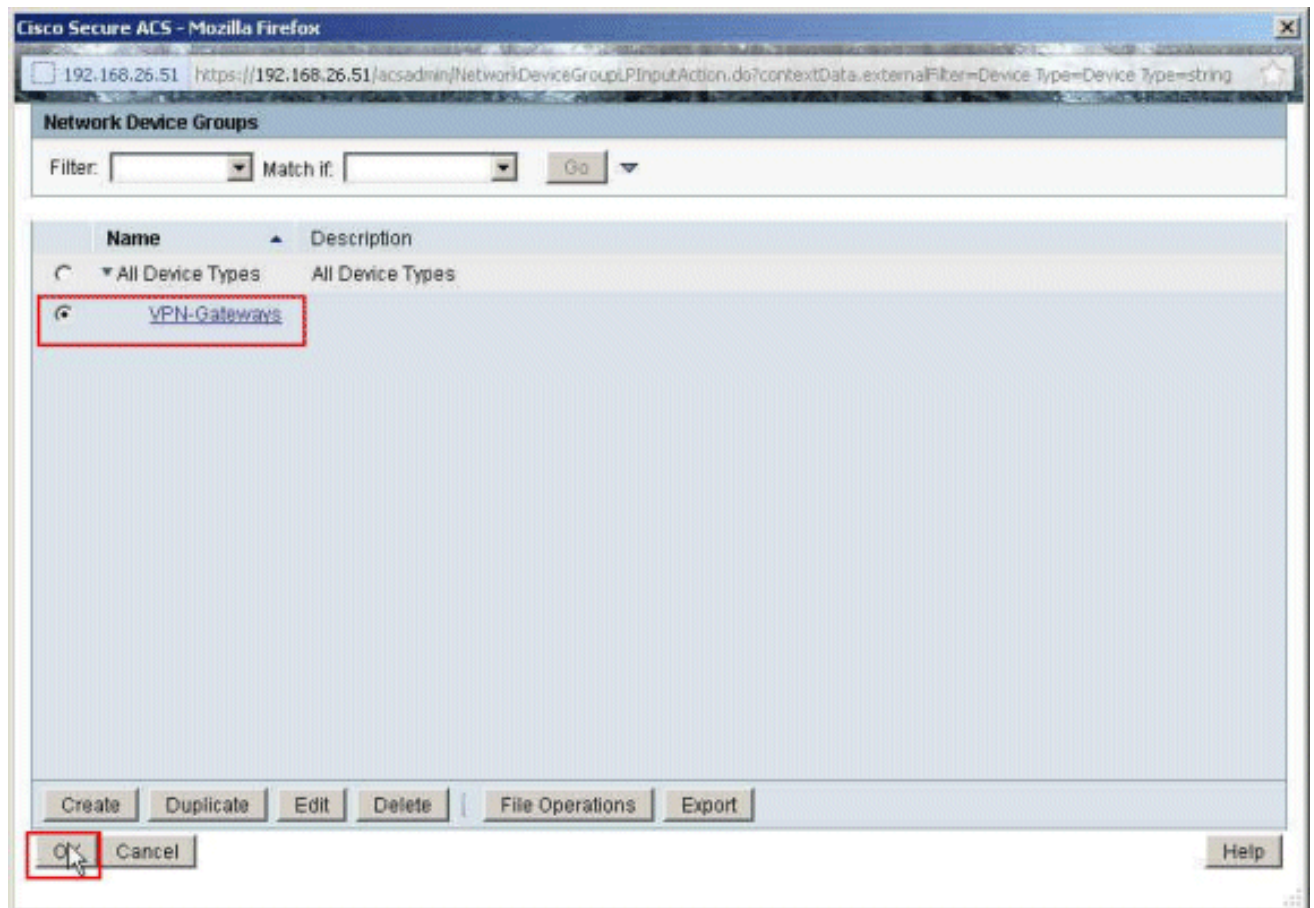 Cisco Secure ACS - Mozilla Firefox
192.168.26.51 https://192.168.26.51/acsadmin/NetworkDeviceGroupLPInputAction.do?contextData.externalFilter=Device Type=Device Type=string
Network Device Groups
Filter: Match if: Go
Name Description
All Device Types All Device Types
VPN-Gateways
Create Duplicate Edit Delete File Operations Export
OK Cancel Help